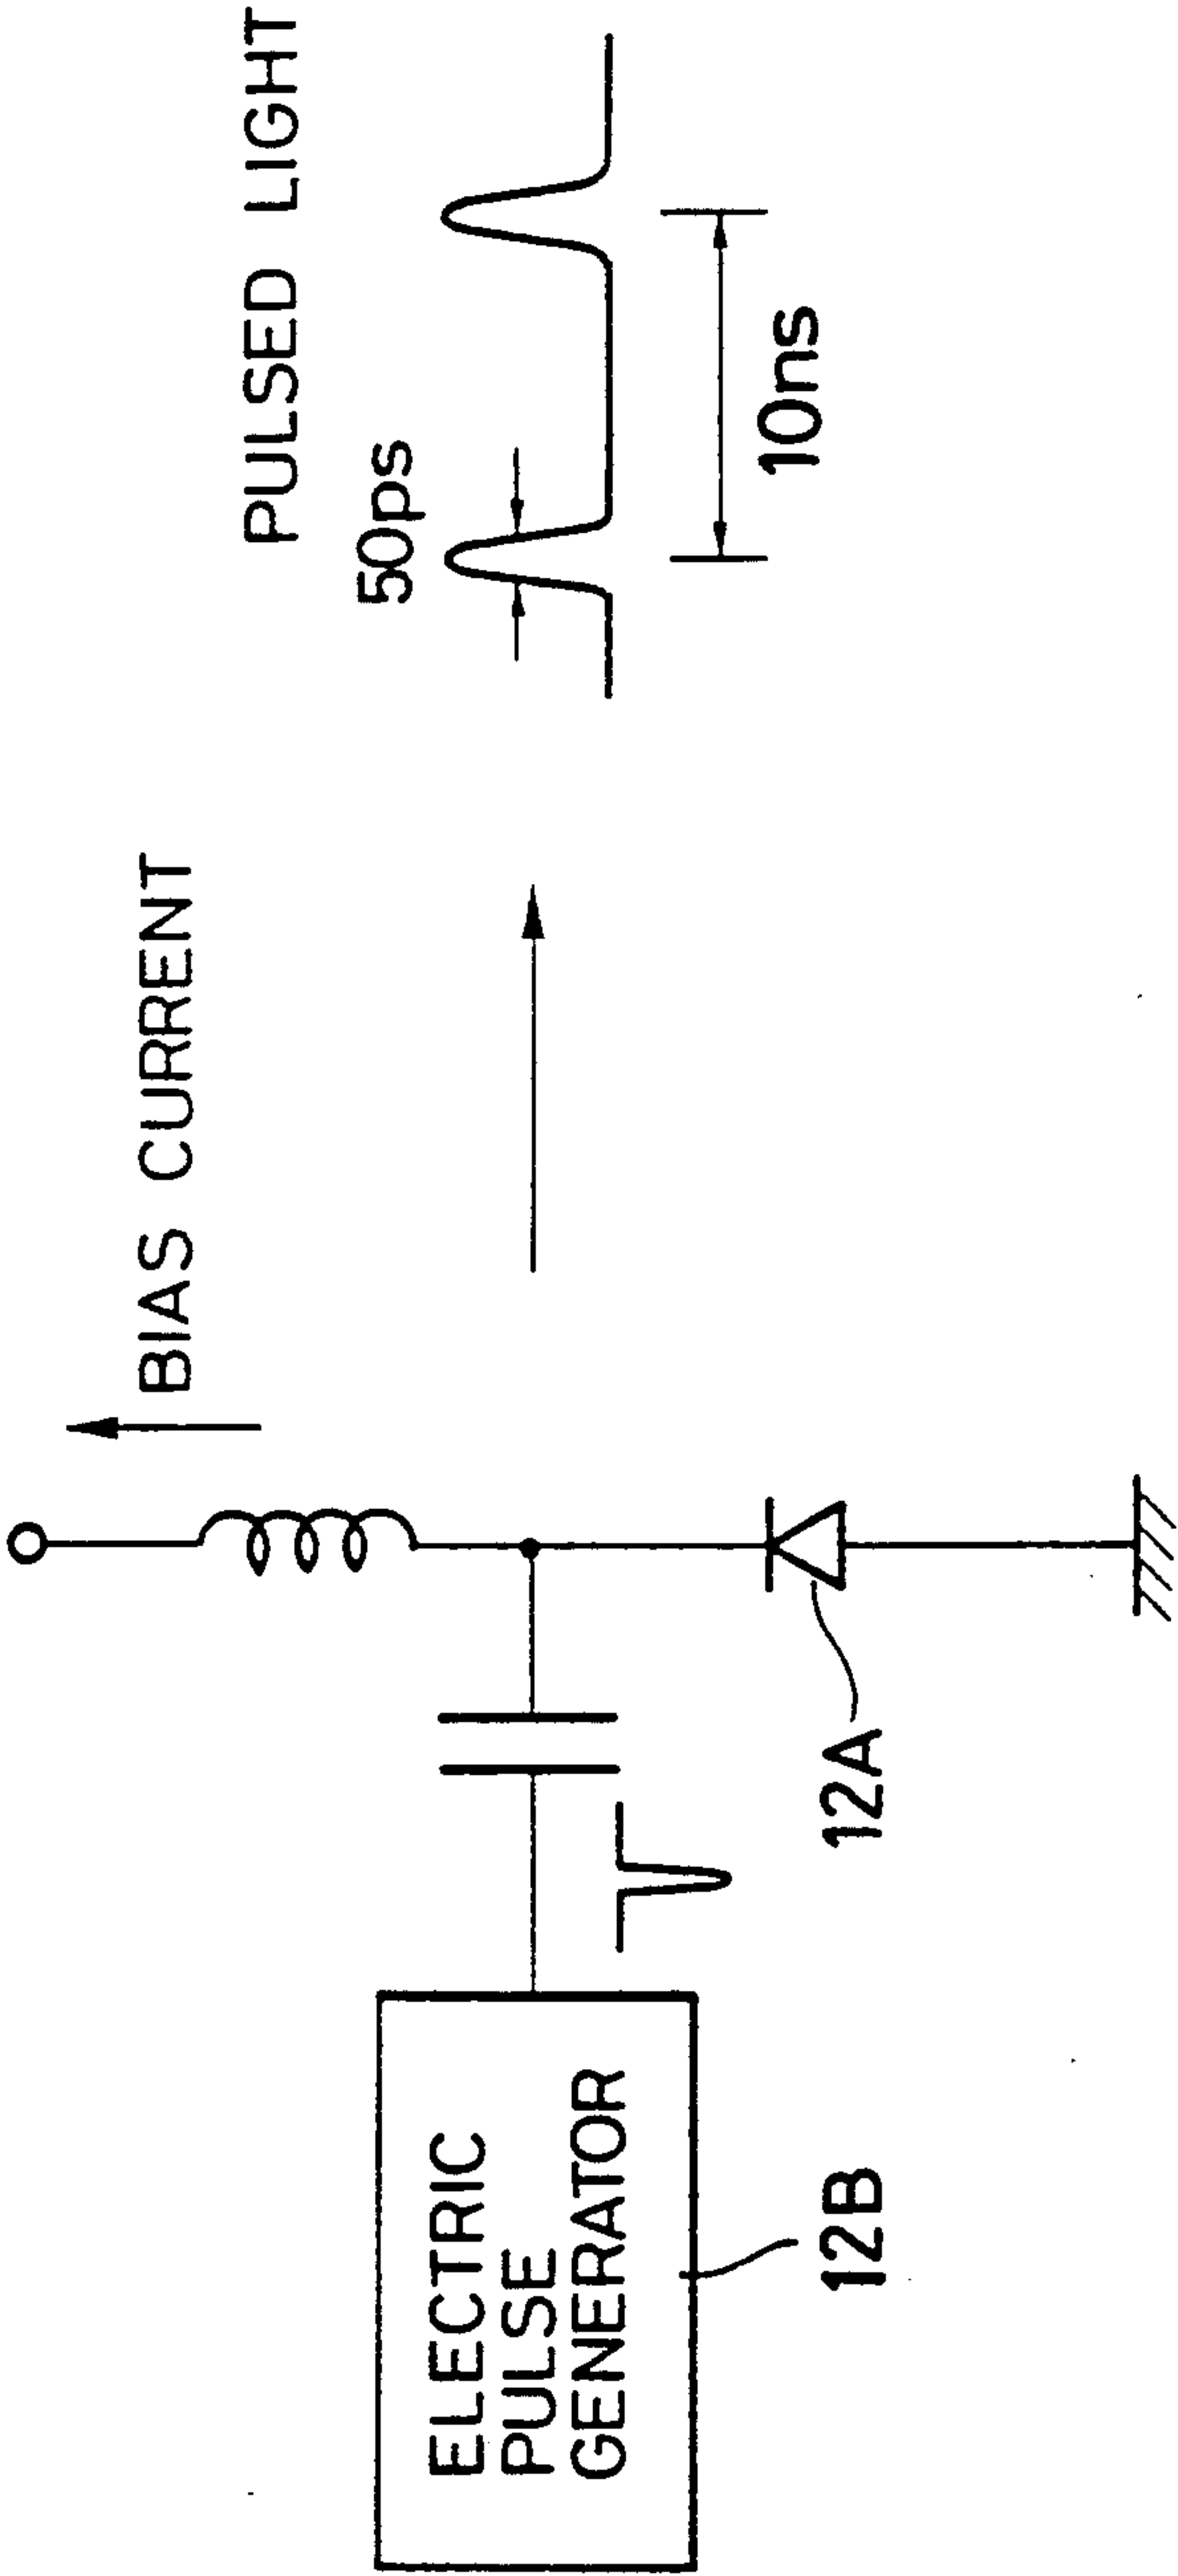 BIAS CURRENT
PULSED LIGHT
50ps
10ns
ELECTRIC
PULSE
GENERATOR
12A
12B